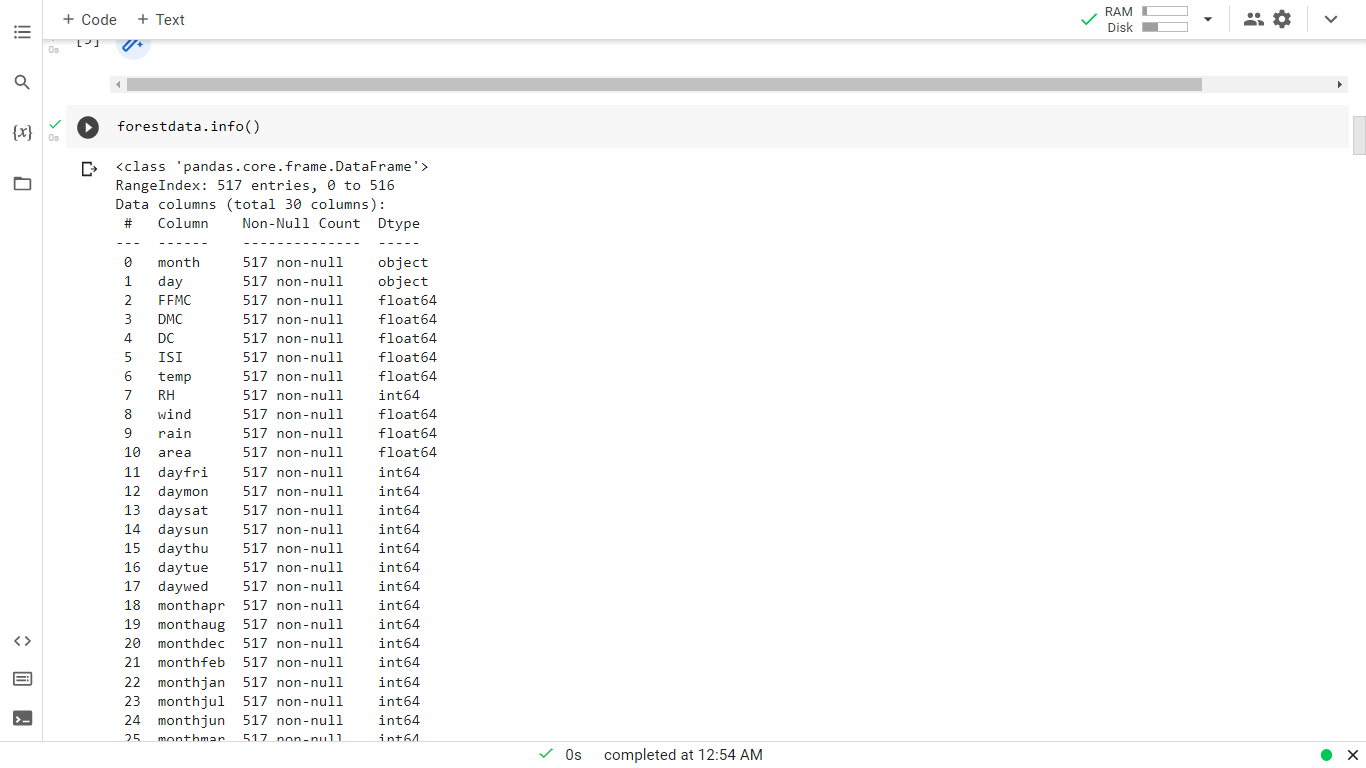 + Code + Text
RAM
Disk
0s
{x}
0s
forestdata.info()
<class 'pandas.core.frame.DataFrame'>
RangeIndex: 517 entries, 0 to 516
Data columns (total 30 columns):
# Column Non-Null Count Dtype
--- ------ -------------- -----
0 month 517 non-null object
1 day 517 non-null object
2 FFMC 517 non-null float64
3 DMC 517 non-null float64
4 DC 517 non-null float64
5 ISI 517 non-null float64
6 temp 517 non-null float64
7 RH 517 non-null int64
8 wind 517 non-null float64
9 rain 517 non-null float64
10 area 517 non-null float64
11 dayfri 517 non-null int64
12 daymon 517 non-null int64
13 daysat 517 non-null int64
14 daysun 517 non-null int64
15 daythu 517 non-null int64
16 daytue 517 non-null int64
17 daywed 517 non-null int64
18 monthapr 517 non-null int64
19 monthaug 517 non-null int64
20 monthdec 517 non-null int64
21 monthfeb 517 non-null int64
22 monthjan 517 non-null int64
23 monthjul 517 non-null int64
24 monthjun 517 non-null int64
25 monthmar 517 non-null int64
0s completed at 12:54 AM